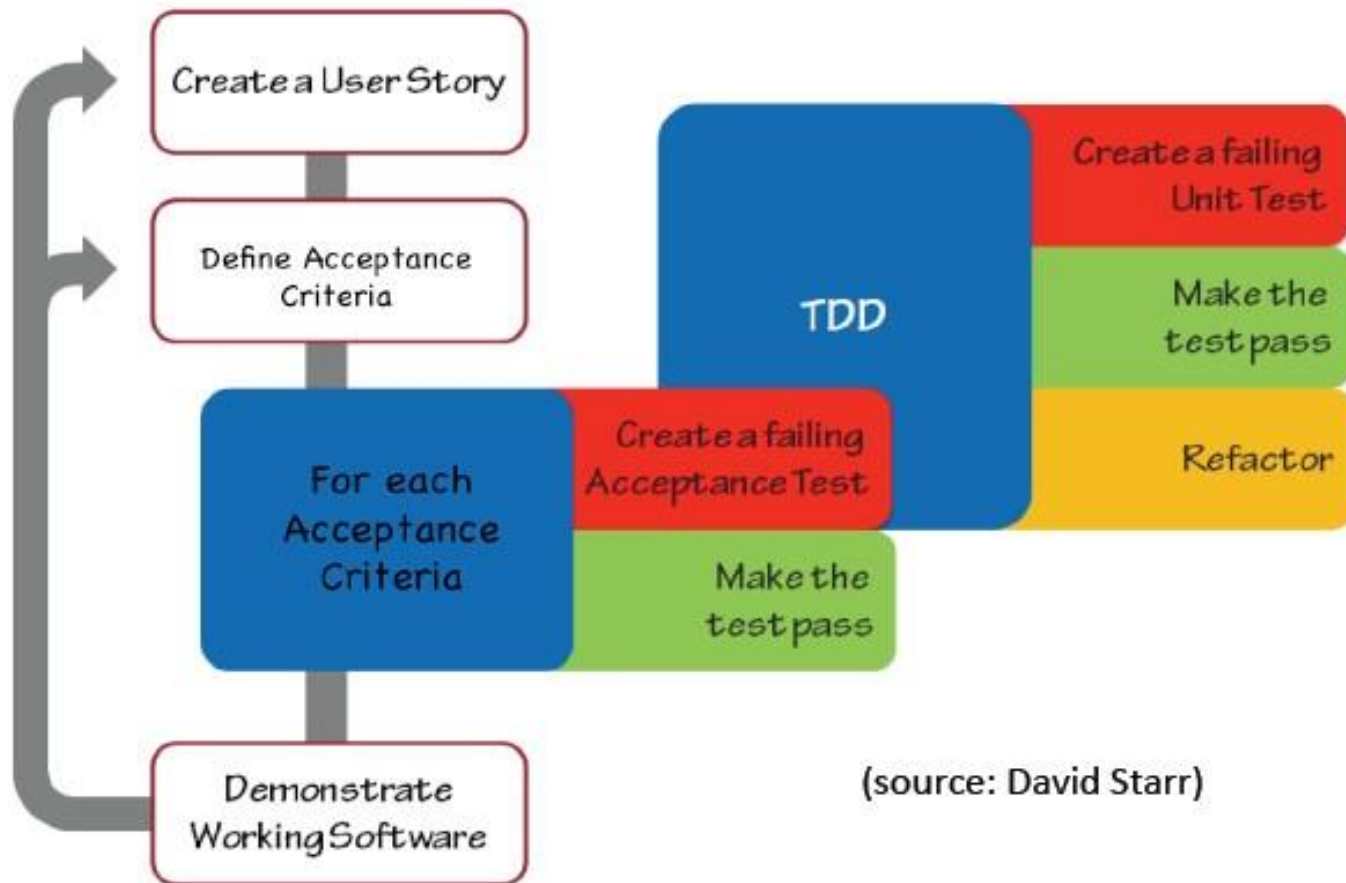 Create a User Story
Define Acceptance
Criteria
For each
Acceptance
Criteria
Create a failing
Acceptance Test
Make the
test pass
TDD
Create a failing
Unit Test
Make the
test pass
Refactor
Demonstrate
Working Software
(source: David Starr)